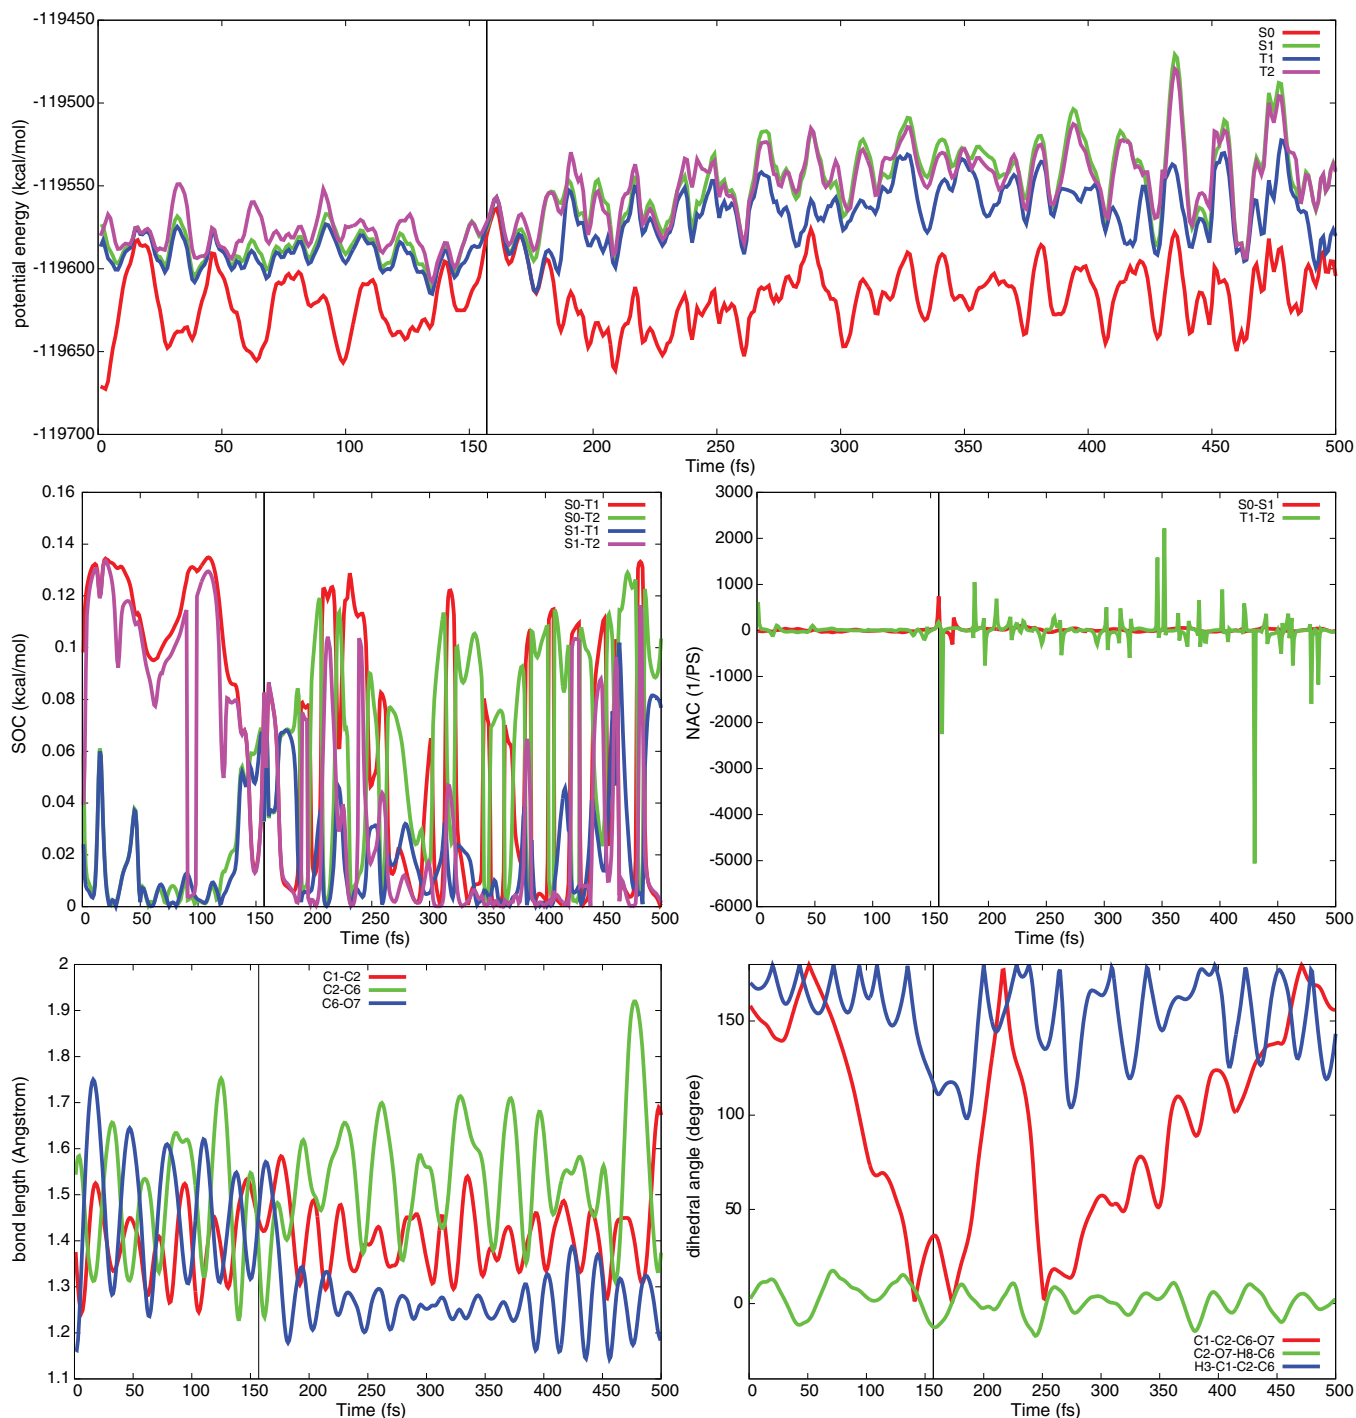 potential energy (kcal/mol)
-119450
-119500
-119550
-119600
-119650
-119700
S0
S1
T1
T2
0 50 100 150 200 250 300 350 400 450 500
Time (fs)
SOC (kcal/mol)
0.16
0.14
0.12
0.1
0.08
0.06
0.04
0.02
0
S0-T1
S0-T2
S1-T1
S1-T2
0 50 100 150 200 250 300 350 400 450 500
Time (fs)
NAC (1/PS)
3000
2000
1000
0
-1000
-2000
-3000
-4000
-5000
-6000
S0-S1
T1-T2
0 50 100 150 200 250 300 350 400 450 500
Time (fs)
bond length (Angstrom)
2
1.9
1.8
1.7
1.6
1.5
1.4
1.3
1.2
1.1
C1-C2
C2-C6
C6-O7
0 50 100 150 200 250 300 350 400 450 500
Time (fs)
dihedral angle (degree)
150
100
50
0
C1-C2-C6-O7
C2-O7-H8-C6
H3-C1-C2-C6
0 50 100 150 200 250 300 350 400 450 500
Time (fs)